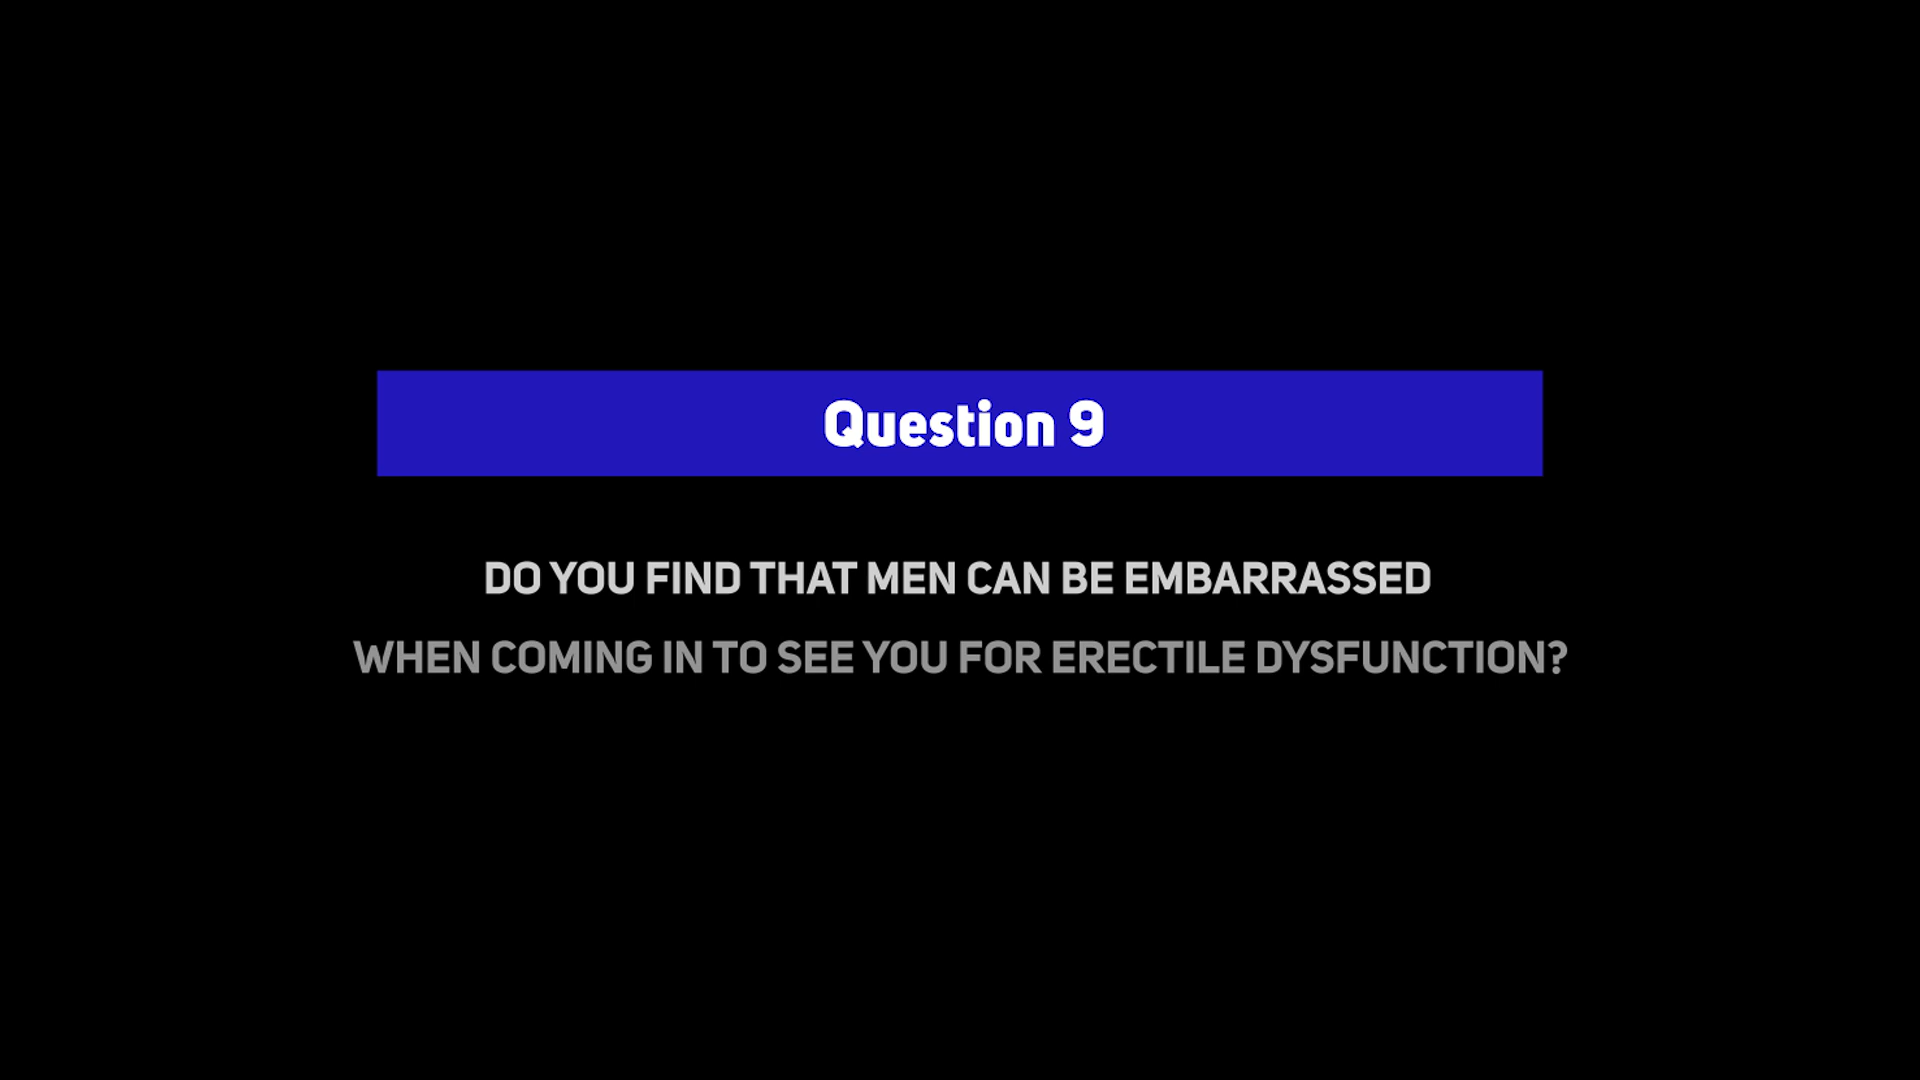 Question 9
DO YOU FIND THAT MEN CAN BE EMBARRASSED
WHEN COMING IN TO SEE YOU FOR ERECTILE DYSFUNCTION?